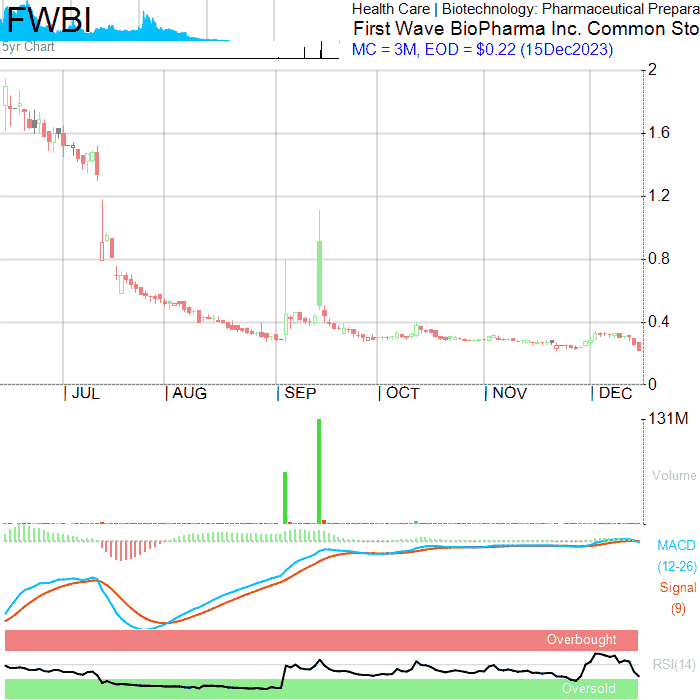 FWBI
5yr Chart
Health Care | Biotechnology: Pharmaceutical Prepara
First Wave BioPharma Inc. Common Sto
MC = 3M, EOD = $0.22 (15Dec2023)
2
1.6
1.2
0.8
0.4
0
JUL AUG SEP OCT NOV DEC
131M
Volume
MACD
(12-26)
Signal
(9)
Overbought
RSI(14)
Oversold